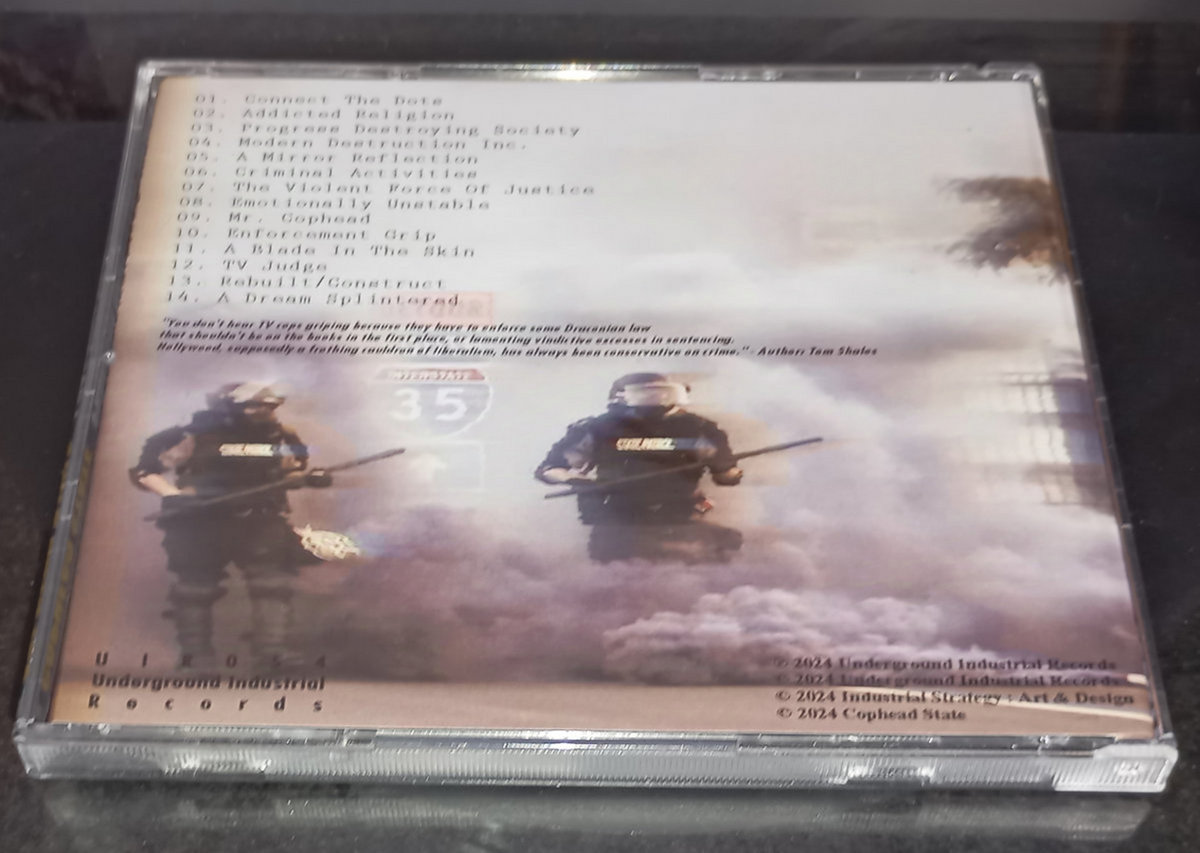 01. Connect The Dots
02. Addicted Religion
03. Progress Destroying Society
04. Modern Destruction Inc.
05. A Mirror Reflection
06. Criminal Activities
07. The Violent Force Of Justice
08. Emotionally Unstable
09. Mr. Cophead
10. Enforcement Grip
11. A Blade In The Skin
12. TV Judge
13. Rebuilt/Construct
14. A Dream Splintered
"You don't hear TV cops griping because they have to enforce some Draconian law
that shouldn't be on the books in the first place, or lamenting vindictive excesses in sentencing.
Hollywood, supposedly a frothing cauldron of liberalism, has always been conservative on crime." - Author: Tom Shales
INTERSTATE
35
UIR054
Underground Industrial
Records
℗ 2024 Underground Industrial Records
© 2024 Underground Industrial Records
© 2024 Industrial Strategy : Art & Design
© 2024 Cophead State